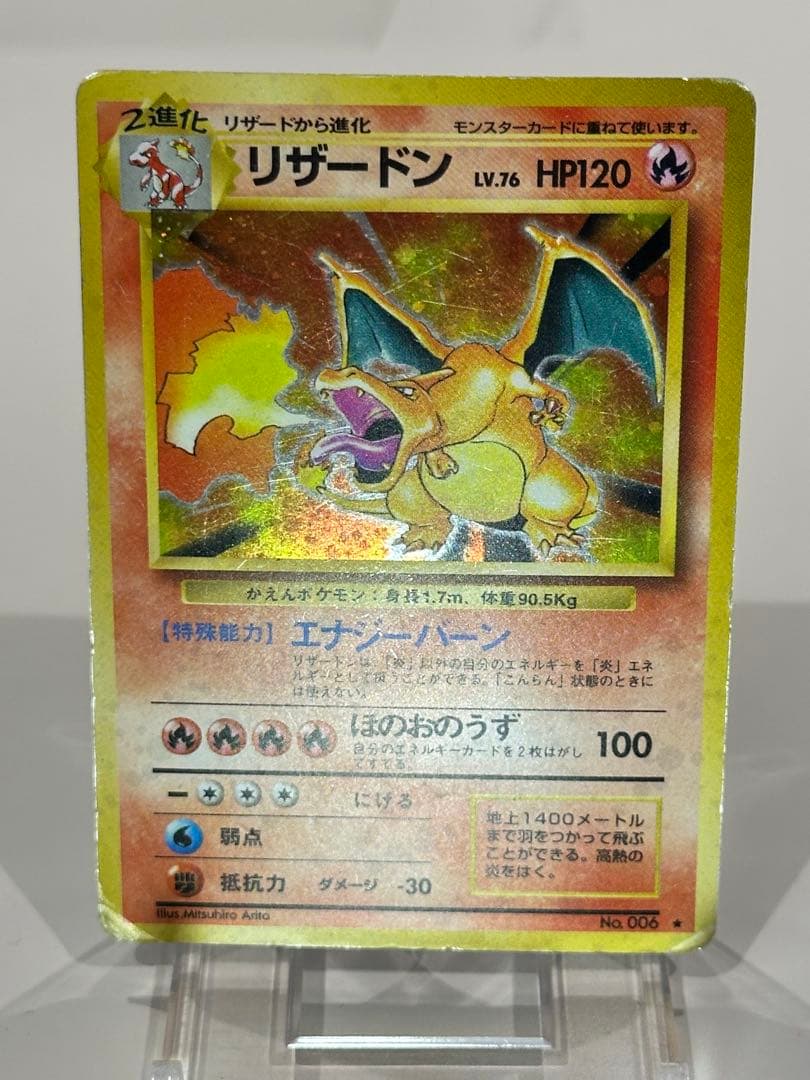 2進化 リザードから進化 モンスターカードに重ねて使います。
リザードン LV.76 HP120
かえんポケモン：身長1.7m、体重90.5Kg
【特殊能力】エナジーバーン
リザードンは、「炎」以外の自分のエネルギーを「炎」エネ
ルギーとして扱うことができる。「こんらん」状態のときに
は使えない。
ほのおのうず 100
自分のエネルギーカードを2枚はがし
てすてる。
ー にげる
弱点
抵抗力 ダメージ -30
地上1400メートル
まで羽をつかって飛ぶ
ことができる。高熱の
炎をはく。
Illus.Mitsuhiro Arita
No. 006 ★